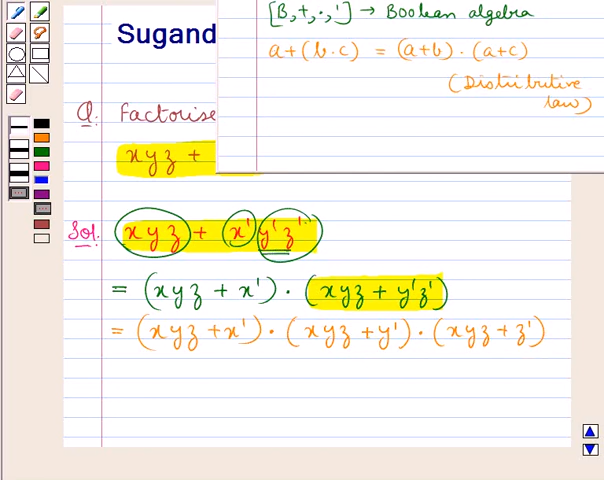 [B,+,·,'] → Boolean algebra
a+(b·c) = (a+b)·(a+c)
(Distributive law)
Sugand
Q. Factorise
xyz +
Sol. xyz + x'y'z'
= (xyz + x')·(xyz + y'z')
= (xyz + x')·(xyz + y')·(xyz + z')